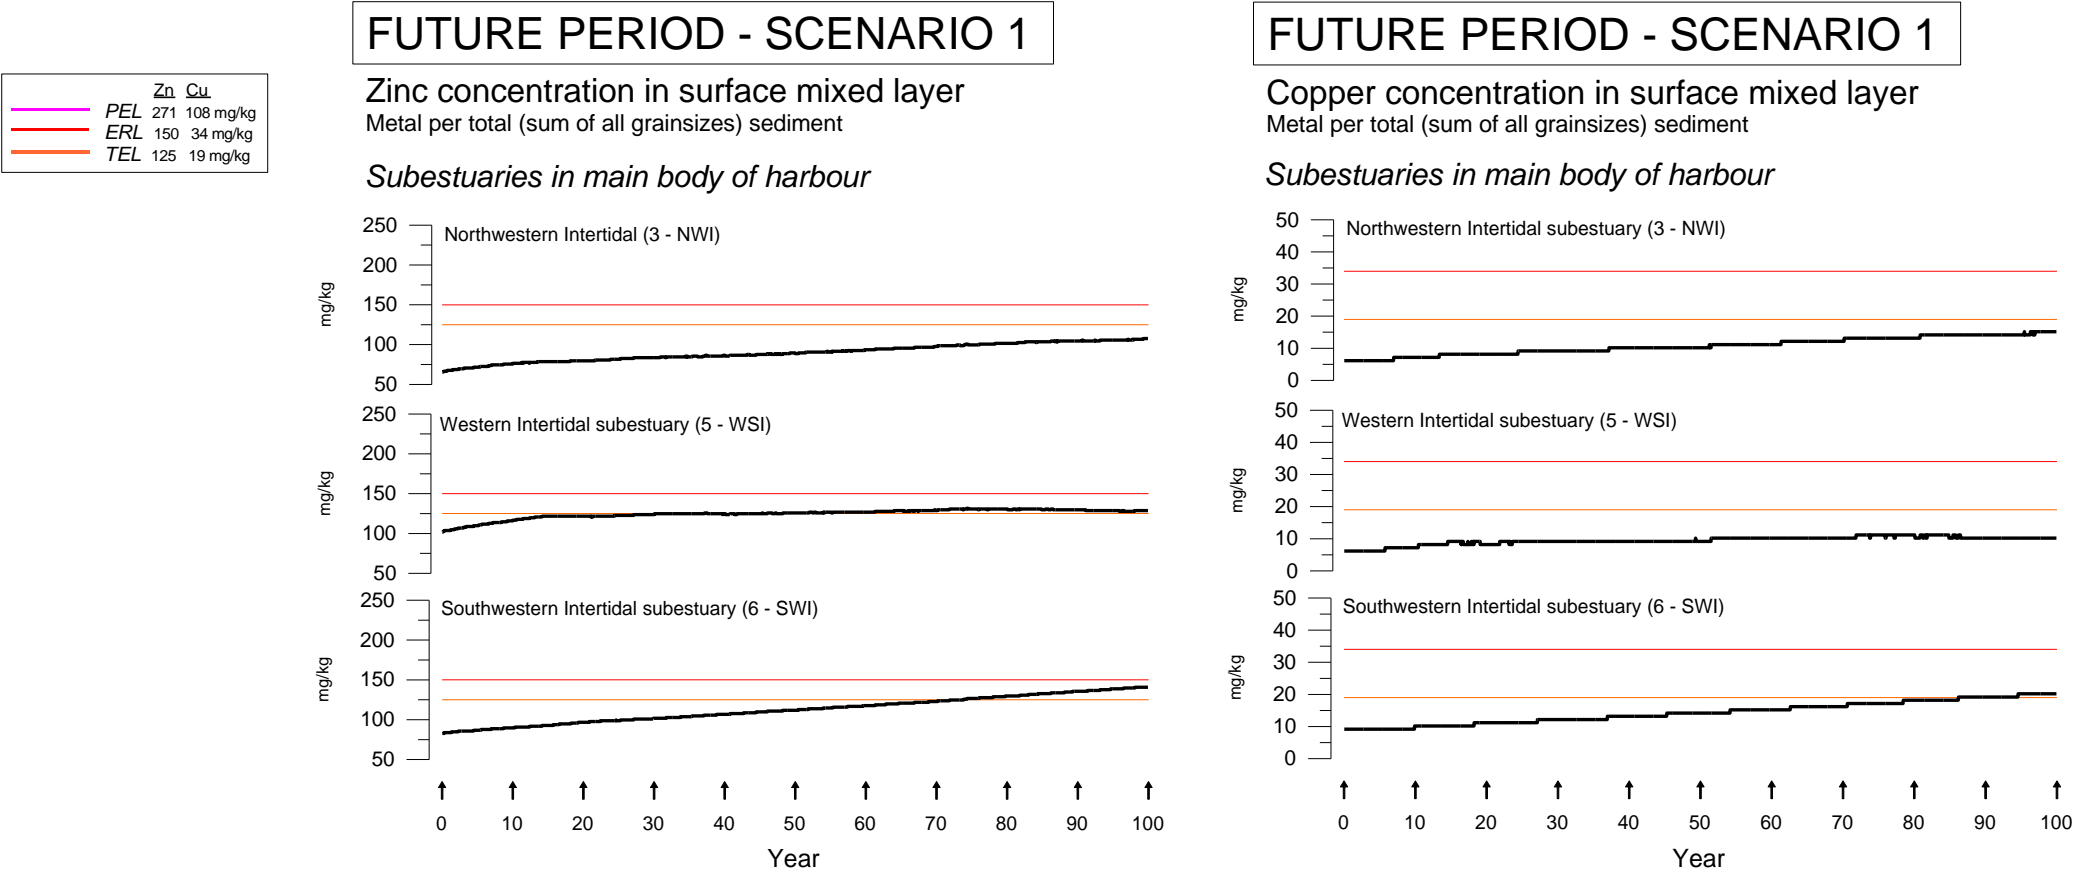 Zn Cu
PEL 271 108 mg/kg
ERL 150 34 mg/kg
TEL 125 19 mg/kg
FUTURE PERIOD - SCENARIO 1
Zinc concentration in surface mixed layer
Metal per total (sum of all grainsizes) sediment
Subestuaries in main body of harbour
250
200
150
100
50
mg/kg
Northwestern Intertidal (3 - NWI)
250
200
150
100
50
mg/kg
Western Intertidal subestuary (5 - WSI)
250
200
150
100
50
mg/kg
Southwestern Intertidal subestuary (6 - SWI)
0 10 20 30 40 50 60 70 80 90 100
Year
FUTURE PERIOD - SCENARIO 1
Copper concentration in surface mixed layer
Metal per total (sum of all grainsizes) sediment
Subestuaries in main body of harbour
50
40
30
20
10
0
mg/kg
Northwestern Intertidal subestuary (3 - NWI)
50
40
30
20
10
0
mg/kg
Western Intertidal subestuary (5 - WSI)
50
40
30
20
10
0
mg/kg
Southwestern Intertidal subestuary (6 - SWI)
0 10 20 30 40 50 60 70 80 90 100
Year